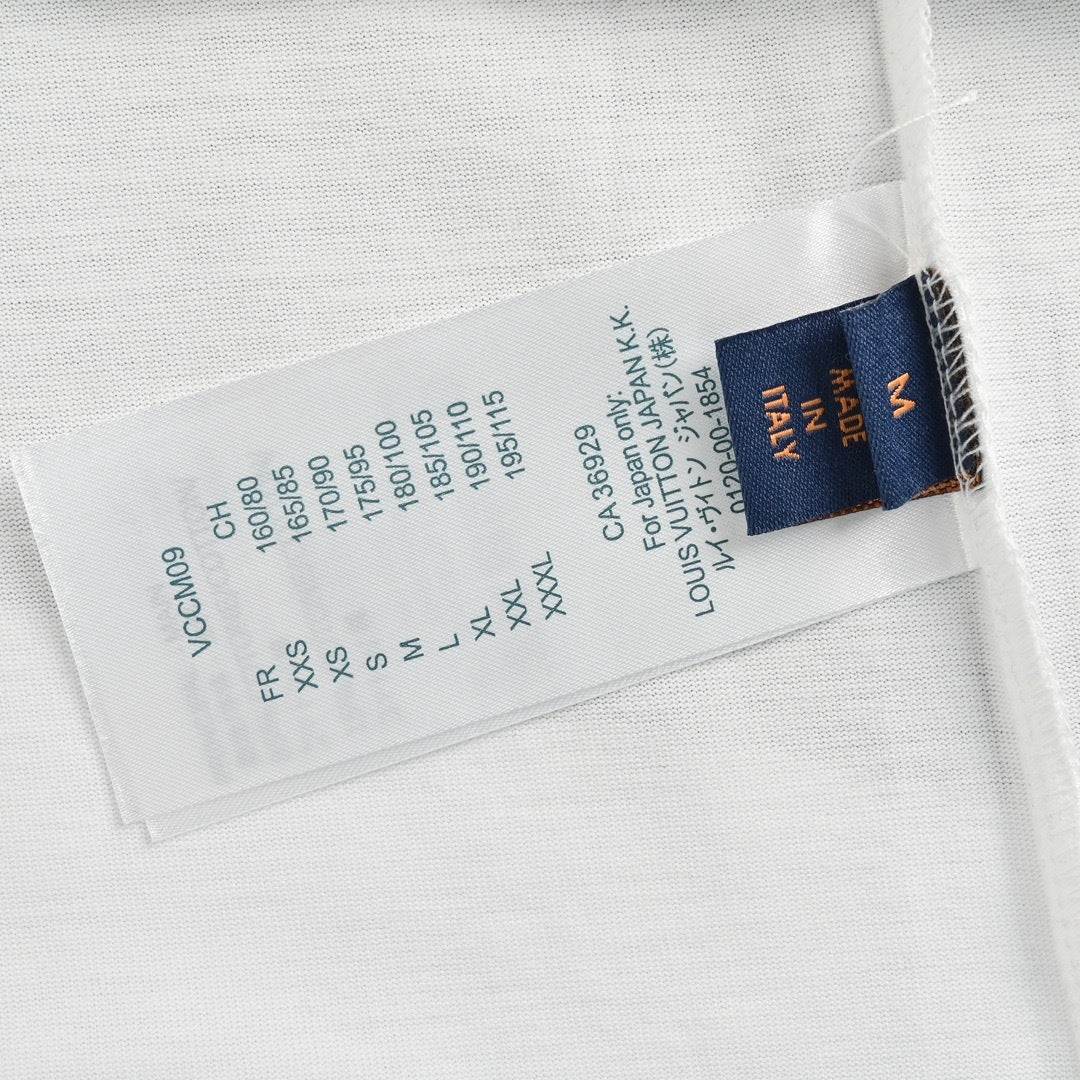 VCCM09
FR CH
XXS 160/80
XS 165/85
S 170/90
M 175/95
L 180/100
XL 185/105
XXL 190/110
XXXL 195/115
CA 36929
For Japan only:
LOUIS VUITTON JAPAN K.K.
ルイ・ヴィトン ジャパン(株)
0120-00-1854
MADE
IN
ITALY
M